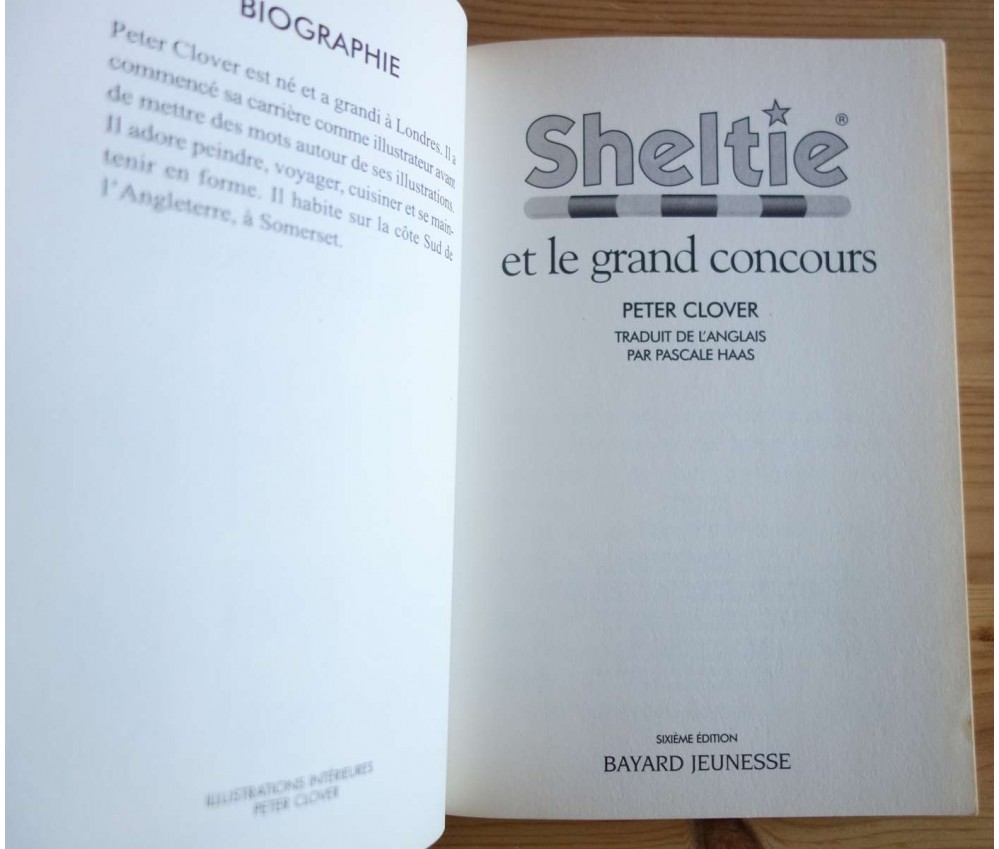 BIOGRAPHIE
Peter Clover est né et a grandi à Londres. Il a
commencé sa carrière comme illustrateur avant
de mettre des mots autour de ses illustrations.
Il adore peindre, voyager, cuisiner et se main-
tenir en forme. Il habite sur la côte Sud de
l'Angleterre, à Somerset.
ILLUSTRATIONS INTÉRIEURES
PETER CLOVER
Sheltie®
et le grand concours
PETER CLOVER
TRADUIT DE L'ANGLAIS
PAR PASCALE HAAS
SIXIÈME ÉDITION
BAYARD JEUNESSE